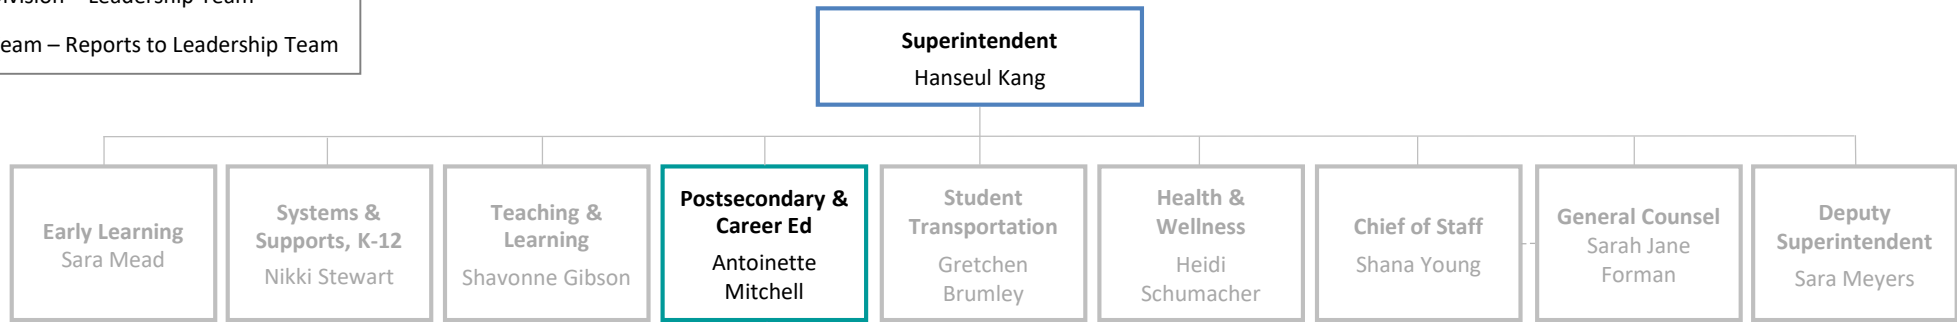 – Leadership Team
– Reports to Leadership Team
Superintendent
Hanseul Kang
Early Learning
Sara Mead
Systems &
Supports, K-12
Nikki Stewart
Teaching &
Learning
Shavonne Gibson
Postsecondary &
Career Ed
Antoinette
Mitchell
Student
Transportation
Gretchen
Brumley
Health &
Wellness
Heidi
Schumacher
Chief of Staff
Shana Young
General Counsel
Sarah Jane
Forman
Deputy
Superintendent
Sara Meyers